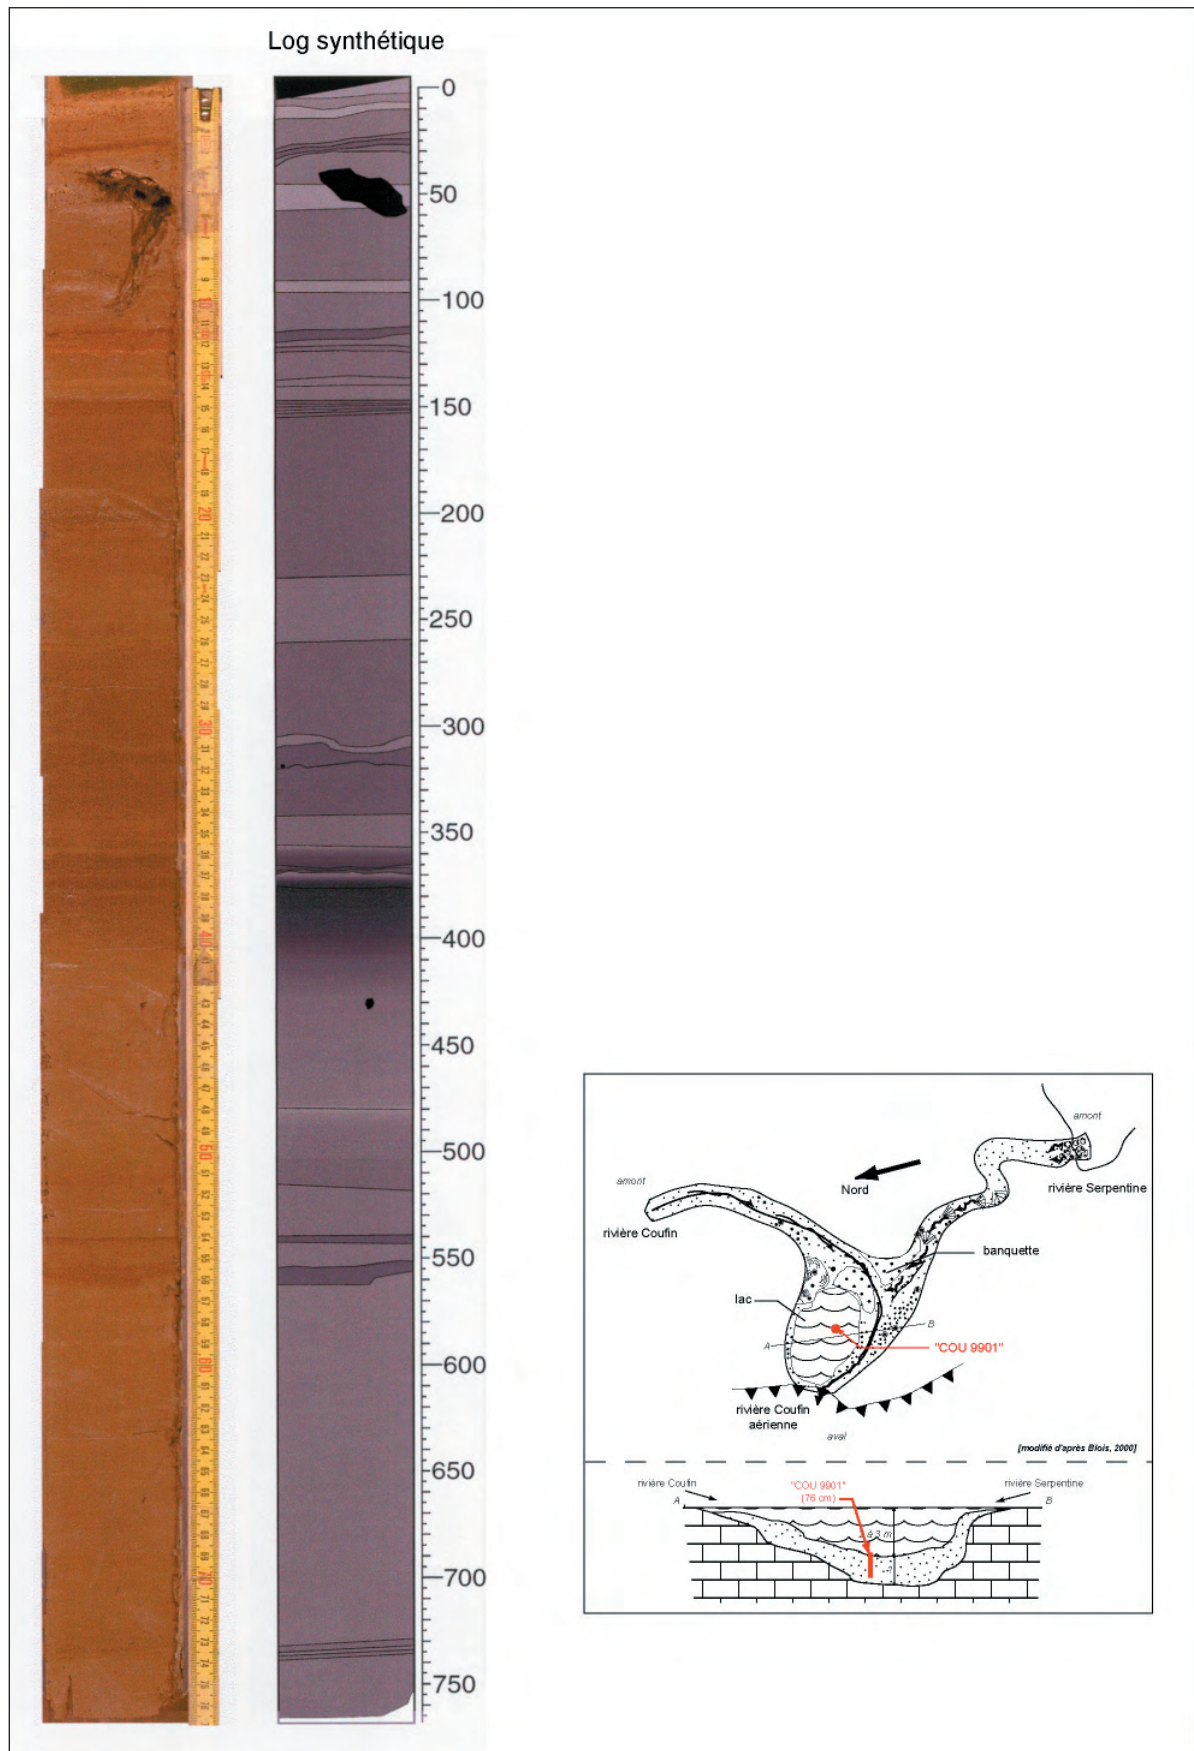 Log synthétique
0
50
100
150
200
250
300
350
400
450
500
550
600
650
700
750
amont
Nord
rivière Serpentine
amont
rivière Coufin
banquette
lac
B
A
"COU 9901"
rivière Coufin
aérienne
aval
[modifié d'après Blois, 2000]
rivière Coufin
"COU 9901"
(76 cm)
rivière Serpentine
A
B
à 3 m
?